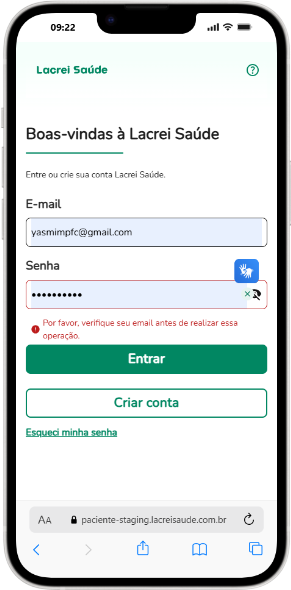 09:22
Lacrei Saúde
Boas-vindas à Lacrei Saúde
Entre ou crie sua conta Lacrei Saúde.
E-mail
yasmimpfc@gmail.com
Senha
••••••••••
Por favor, verifique seu email antes de realizar essa
operação.
Entrar
Criar conta
Esqueci minha senha
AA paciente-staging.lacreisaude.com.br